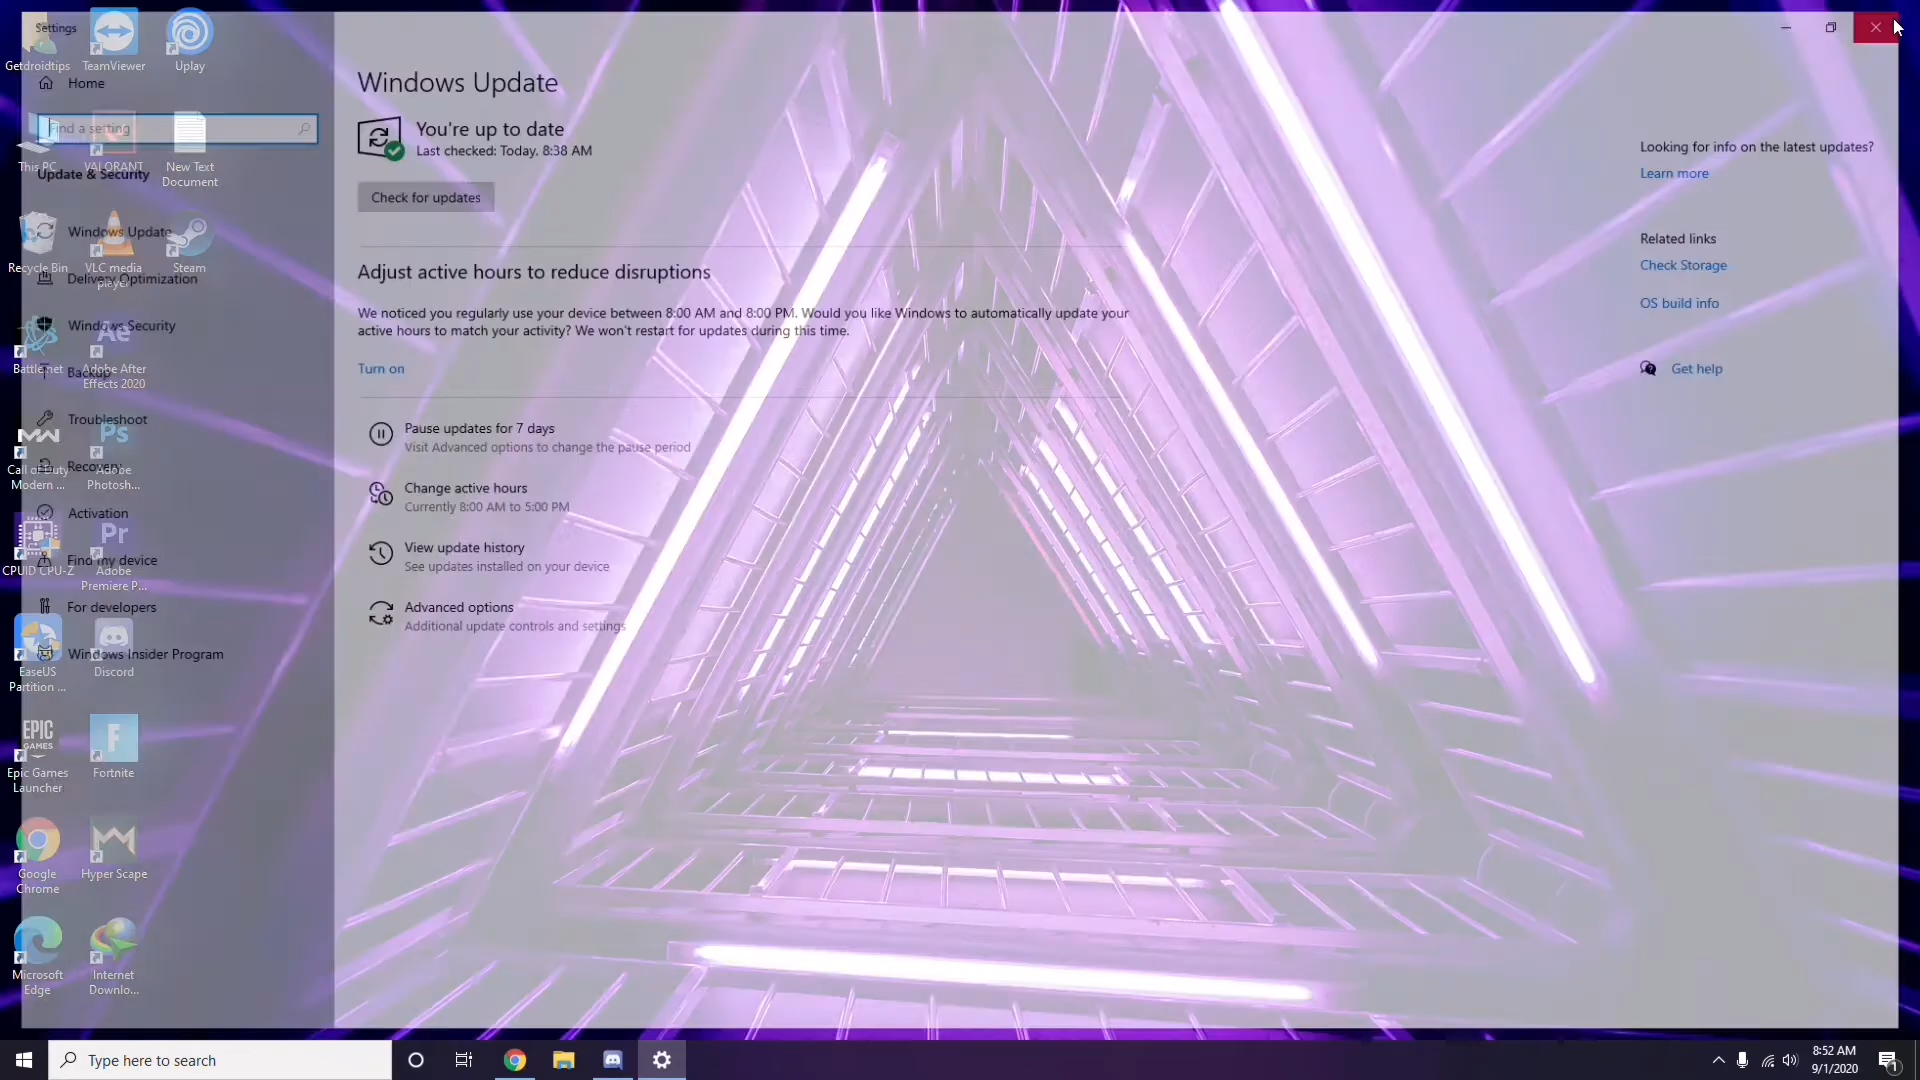 Settings
Home
Find a setting
Update & Security
Windows Update
Delivery Optimization
Windows Security
Backup
Troubleshoot
Recovery
Activation
Find my device
For developers
Windows Insider Program
Windows Update
You're up to date
Last checked: Today, 8:38 AM
Check for updates
Adjust active hours to reduce disruptions
We noticed you regularly use your device between 8:00 AM and 8:00 PM. Would you like Windows to automatically update your
active hours to match your activity? We won't restart for updates during this time.
Turn on
Pause updates for 7 days
Visit Advanced options to change the pause period
Change active hours
Currently 8:00 AM to 5:00 PM
View update history
See updates installed on your device
Advanced options
Additional update controls and settings
Looking for info on the latest updates?
Learn more
Related links
Check Storage
OS build info
Get help
Getdroidtips
TeamViewer
Uplay
This PC
VALORANT
New Text
Document
Recycle Bin
VLC media
player
Steam
Battle.net
Ae
Adobe After
Effects 2020
MW
Call of Duty
Modern ...
Ps
Adobe
Photosh...
CPUID CPU-Z
Pr
Adobe
Premiere P...
EaseUS
Partition ...
Discord
EPIC
GAMES
Epic Games
Launcher
F
Fortnite
Google
Chrome
Hyper Scape
Microsoft
Edge
Internet
Downlo...
Type here to search
8:52 AM
9/1/2020
1